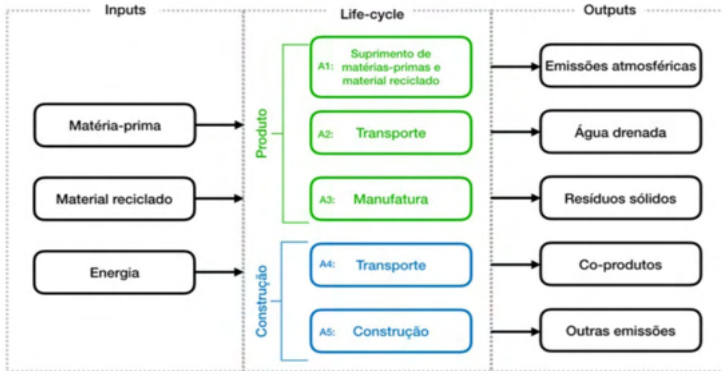 Inputs
Life-cycle
Outputs
Matéria-prima
Material reciclado
Energia
Produto
A1: Suprimento de
matérias-primas e
material reciclado
A2: Transporte
A3: Manufatura
Construção
A4: Transporte
A5: Construção
Emissões atmosféricas
Água drenada
Resíduos sólidos
Co-produtos
Outras emissões